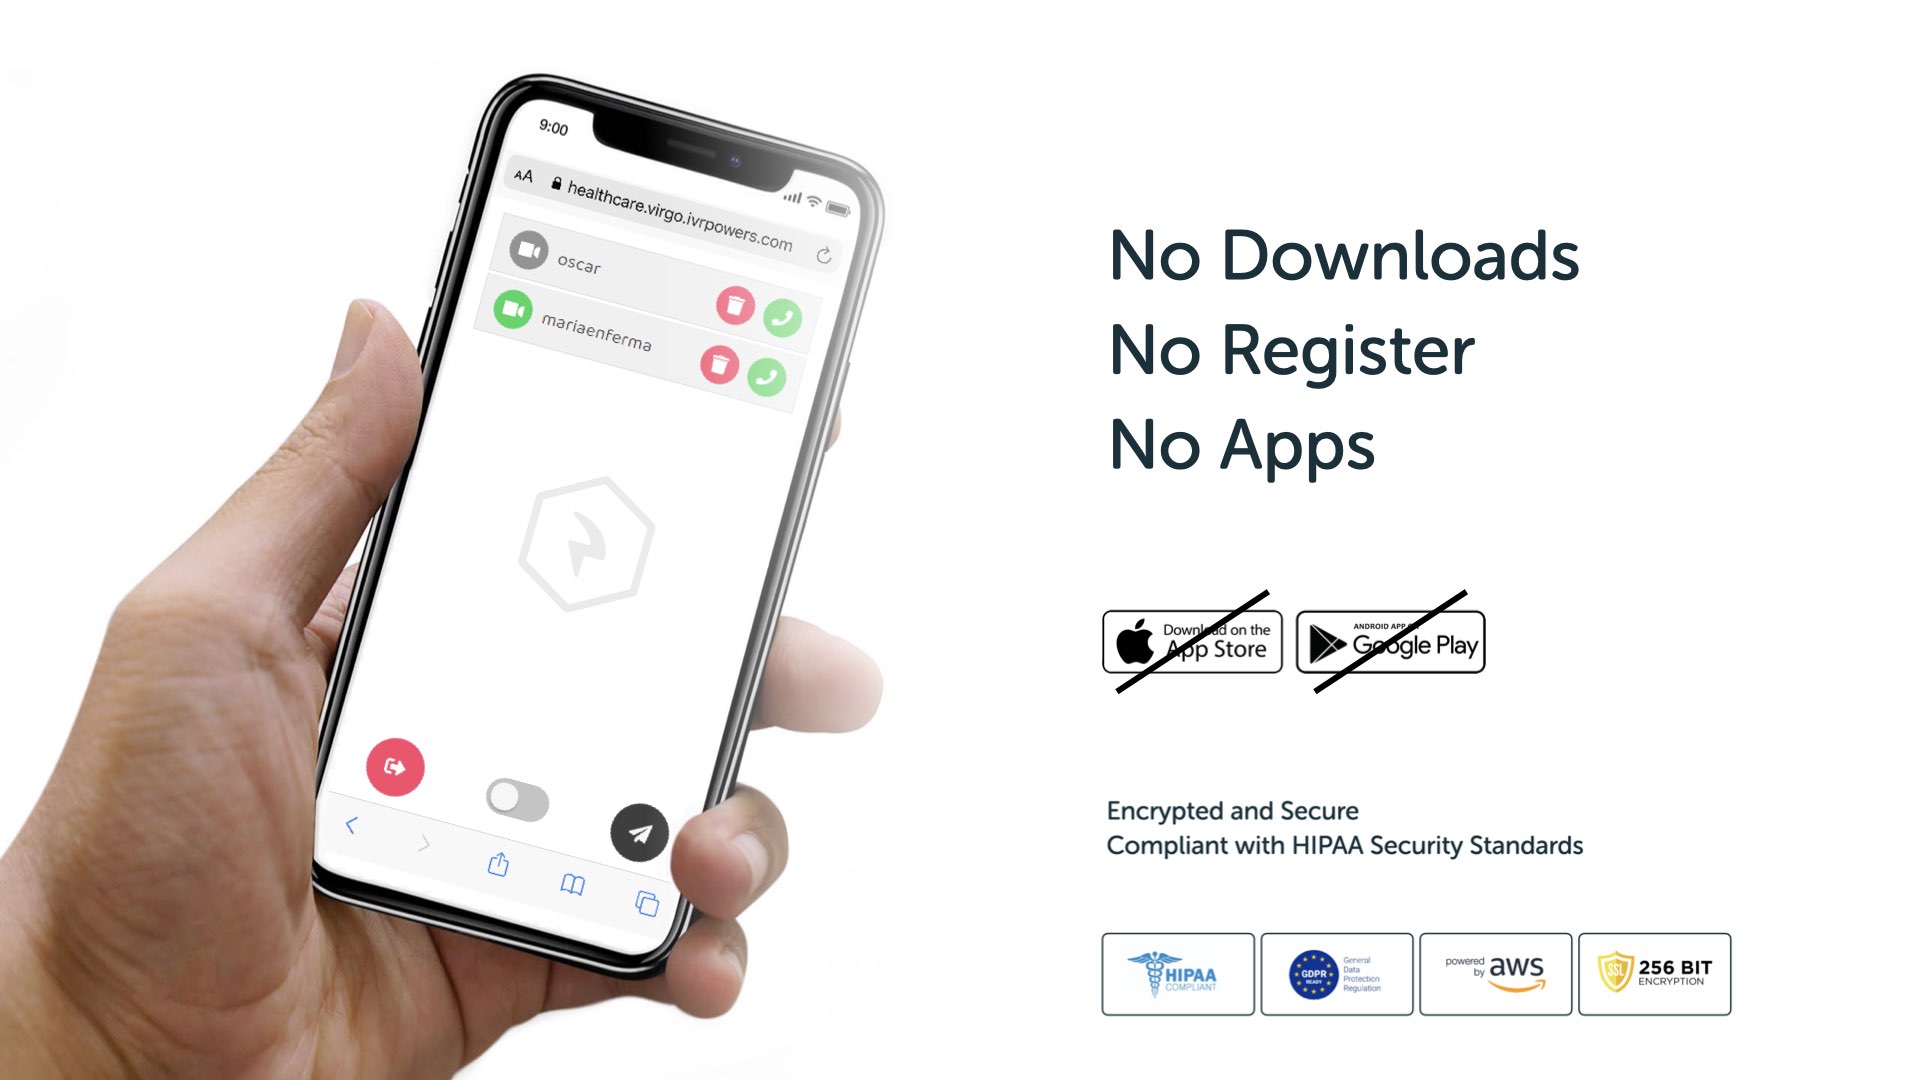 9:00
AA healthcare.virgo.ivrpowers.com
oscar
mariaenferma
No Downloads
No Register
No Apps
Download on the
App Store
ANDROID APP ON
Google Play
Encrypted and Secure
Compliant with HIPAA Security Standards
HIPAA
COMPLIANT
GDPR
READY
General
Data
Protection
Regulation
powered
by aws
SSL
256 BIT
ENCRYPTION